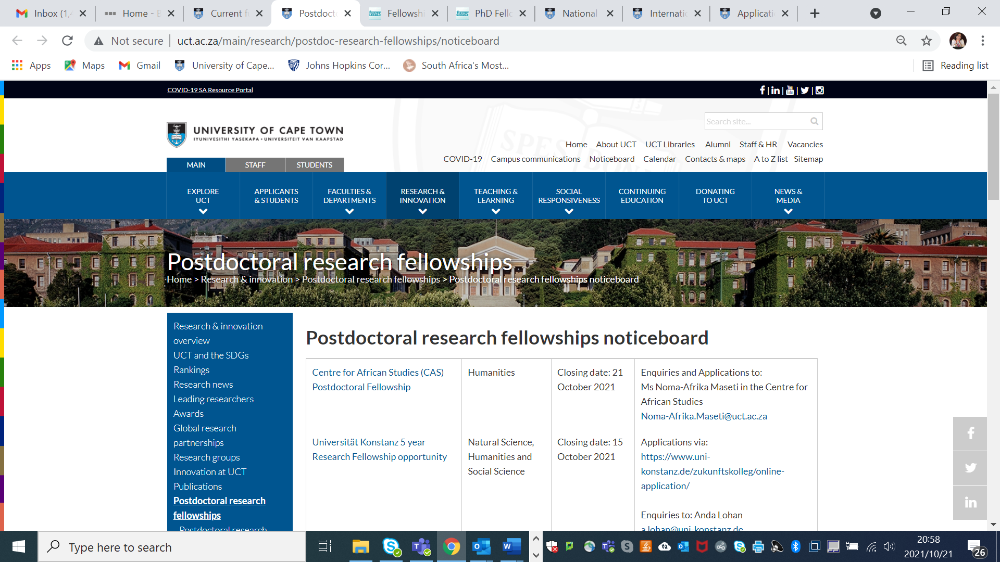 Inbox (1,4
Home - B
Current f
Postdoct
Fellowshi
PhD Fell
National
Internati
Applicati
Not secure
uct.ac.za/main/research/postdoc-research-fellowships/noticeboard
Apps
Maps
Gmail
University of Cape...
Johns Hopkins Cor...
South Africa's Most...
Reading list
COVID-19 SA Resource Portal
UNIVERSITY OF CAPE TOWN
IYUNIVESITHI YASEKAPA • UNIVERSITEIT VAN KAAPSTAD
SPES BONA
Search site...
Home About UCT UCT Libraries Alumni Staff & HR Vacancies
COVID-19 Campus communications Noticeboard Calendar Contacts & maps A to Z list Sitemap
MAIN STAFF STUDENTS
EXPLORE
UCT
APPLICANTS
& STUDENTS
FACULTIES &
DEPARTMENTS
RESEARCH &
INNOVATION
TEACHING &
LEARNING
SOCIAL
RESPONSIVENESS
CONTINUING
EDUCATION
DONATING
TO UCT
NEWS &
MEDIA
Postdoctoral research fellowships
Home > Research & innovation > Postdoctoral research fellowships > Postdoctoral research fellowships noticeboard
Research & innovation
overview
UCT and the SDGs
Rankings
Research news
Leading researchers
Awards
Global research
partnerships
Research groups
Innovation at UCT
Publications
Postdoctoral research
fellowships
Postdoctoral research
Postdoctoral research fellowships noticeboard
Centre for African Studies (CAS)
Postdoctoral Fellowship
Humanities
Closing date: 21
October 2021
Enquiries and Applications to:
Ms Noma-Afrika Maseti in the Centre for
African Studies
Noma-Afrika.Maseti@uct.ac.za
Universität Konstanz 5 year
Research Fellowship opportunity
Natural Science,
Humanities and
Social Science
Closing date: 15
October 2021
Applications via:
https://www.uni-
konstanz.de/zukunftskolleg/online-
application/
Enquiries to: Anda Lohan
a.lohan@uni-konstanz.de
Type here to search
20:58
2021/10/21
26